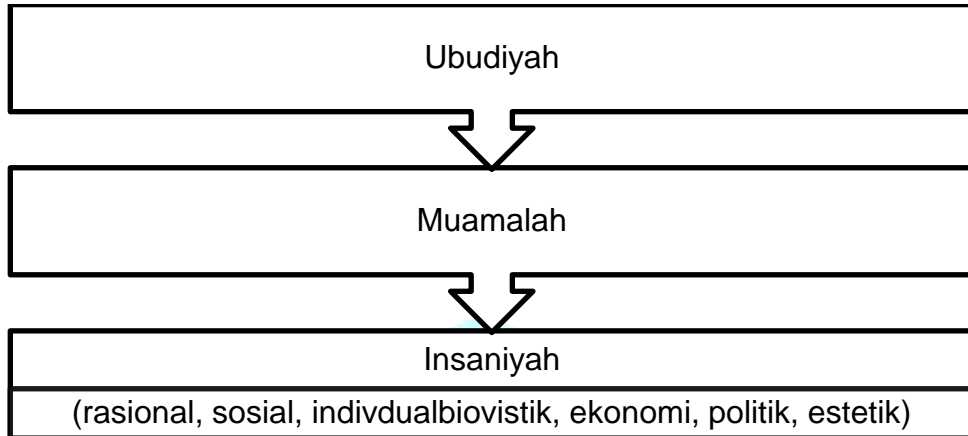 Ubudiyah
Muamalah
Insaniyah
(rasional, sosial, indivdualbiovistik, ekonomi, politik, estetik)